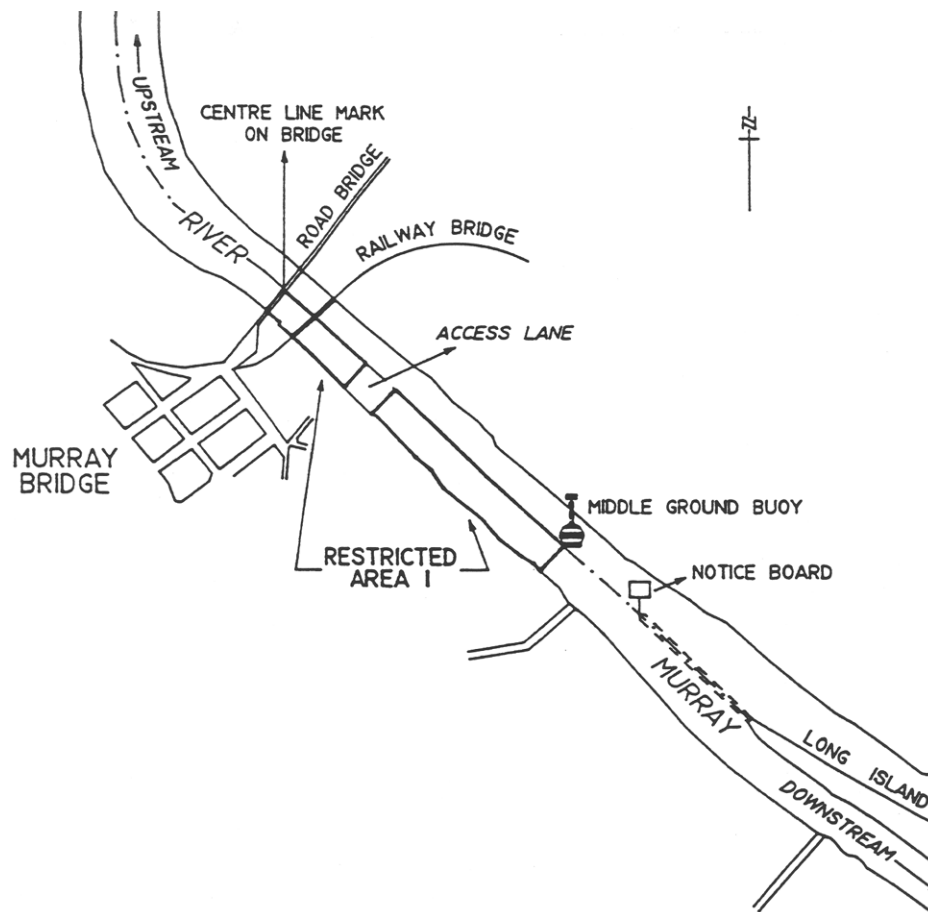 UPSTREAM
CENTRE LINE MARK
ON BRIDGE
N
ROAD BRIDGE
RIVER
RAILWAY BRIDGE
ACCESS LANE
MURRAY
BRIDGE
MIDDLE GROUND BUOY
RESTRICTED
AREA 1
NOTICE BOARD
MURRAY
LONG ISLAND
DOWNSTREAM